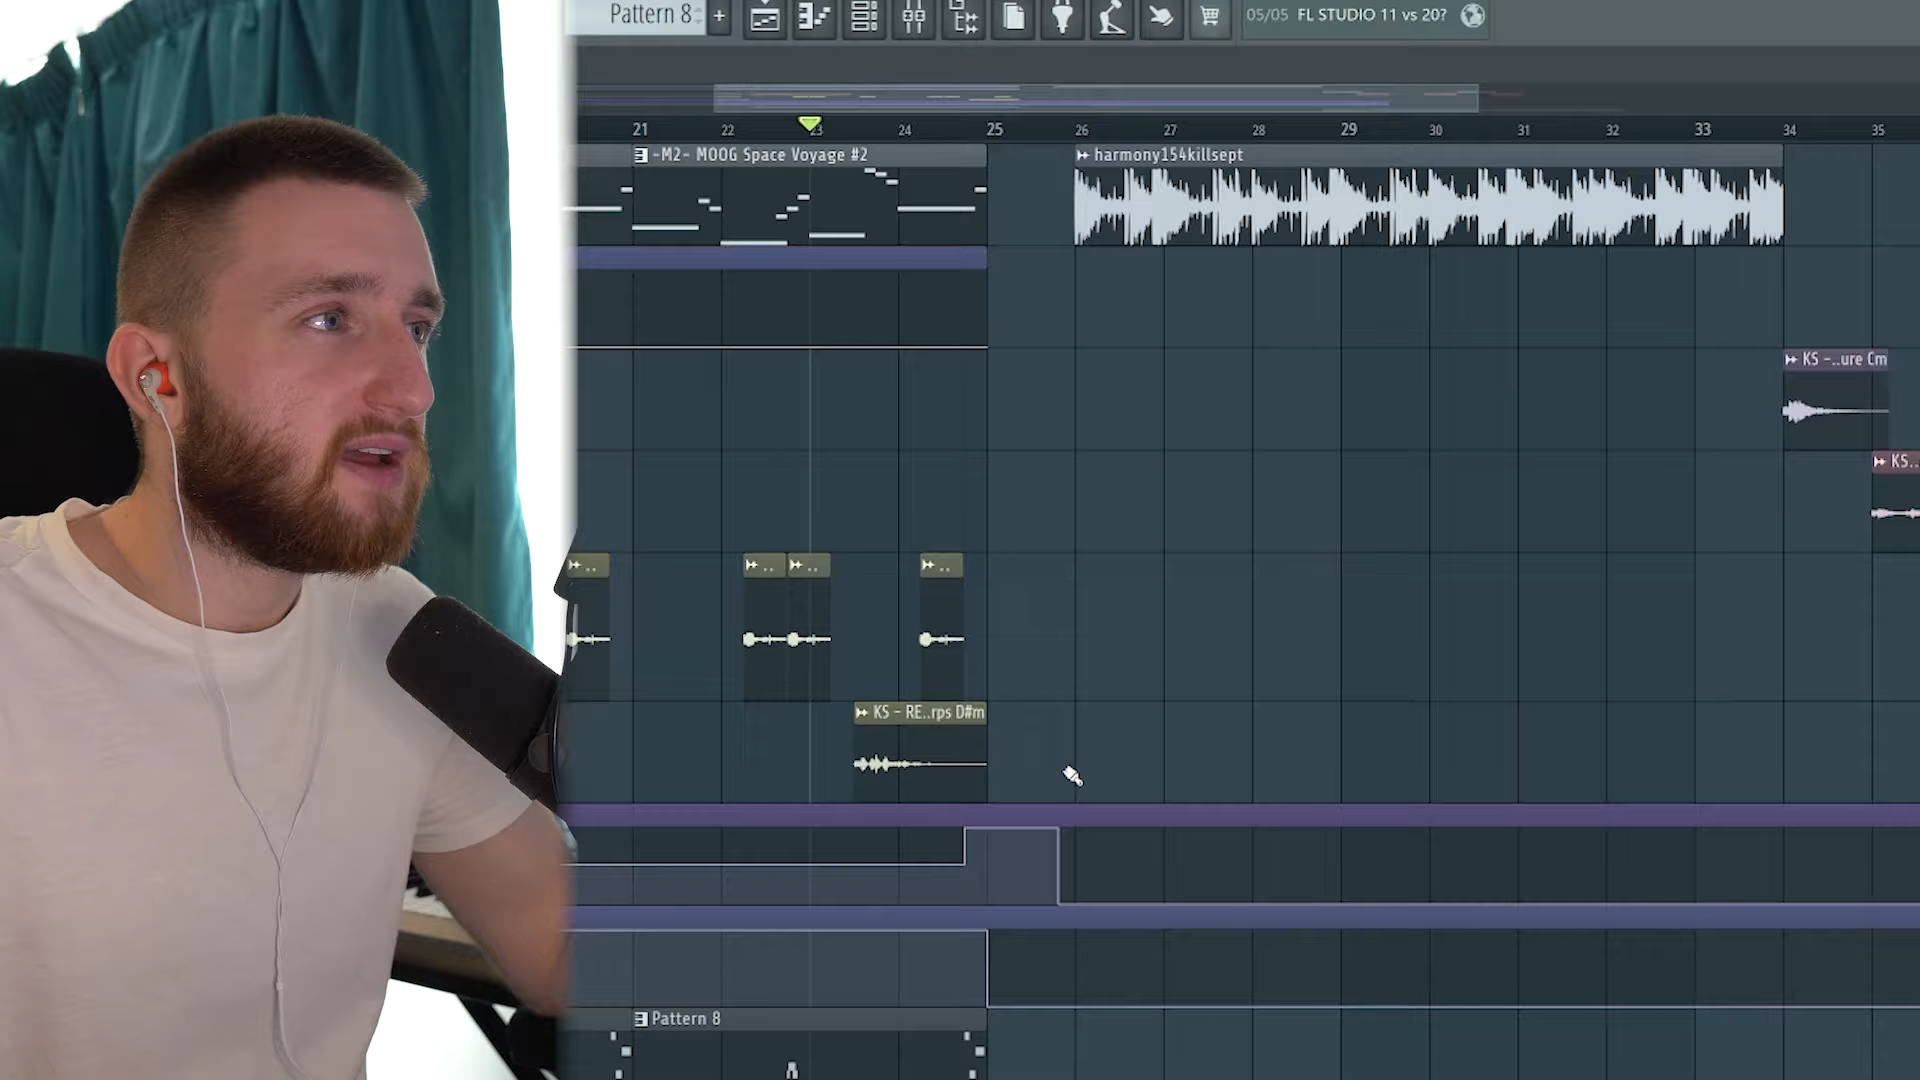 Pattern 8
+
05/05 FL STUDIO 11 vs 20?
21 22 23 24 25 26 27 28 29 30 31 32 33 34 35
-M2- MOOG Space Voyage #2
harmony154killsept
KS -..ure Cm
KS..
..
..
..
..
KS - RE..rps D#m
Pattern 8